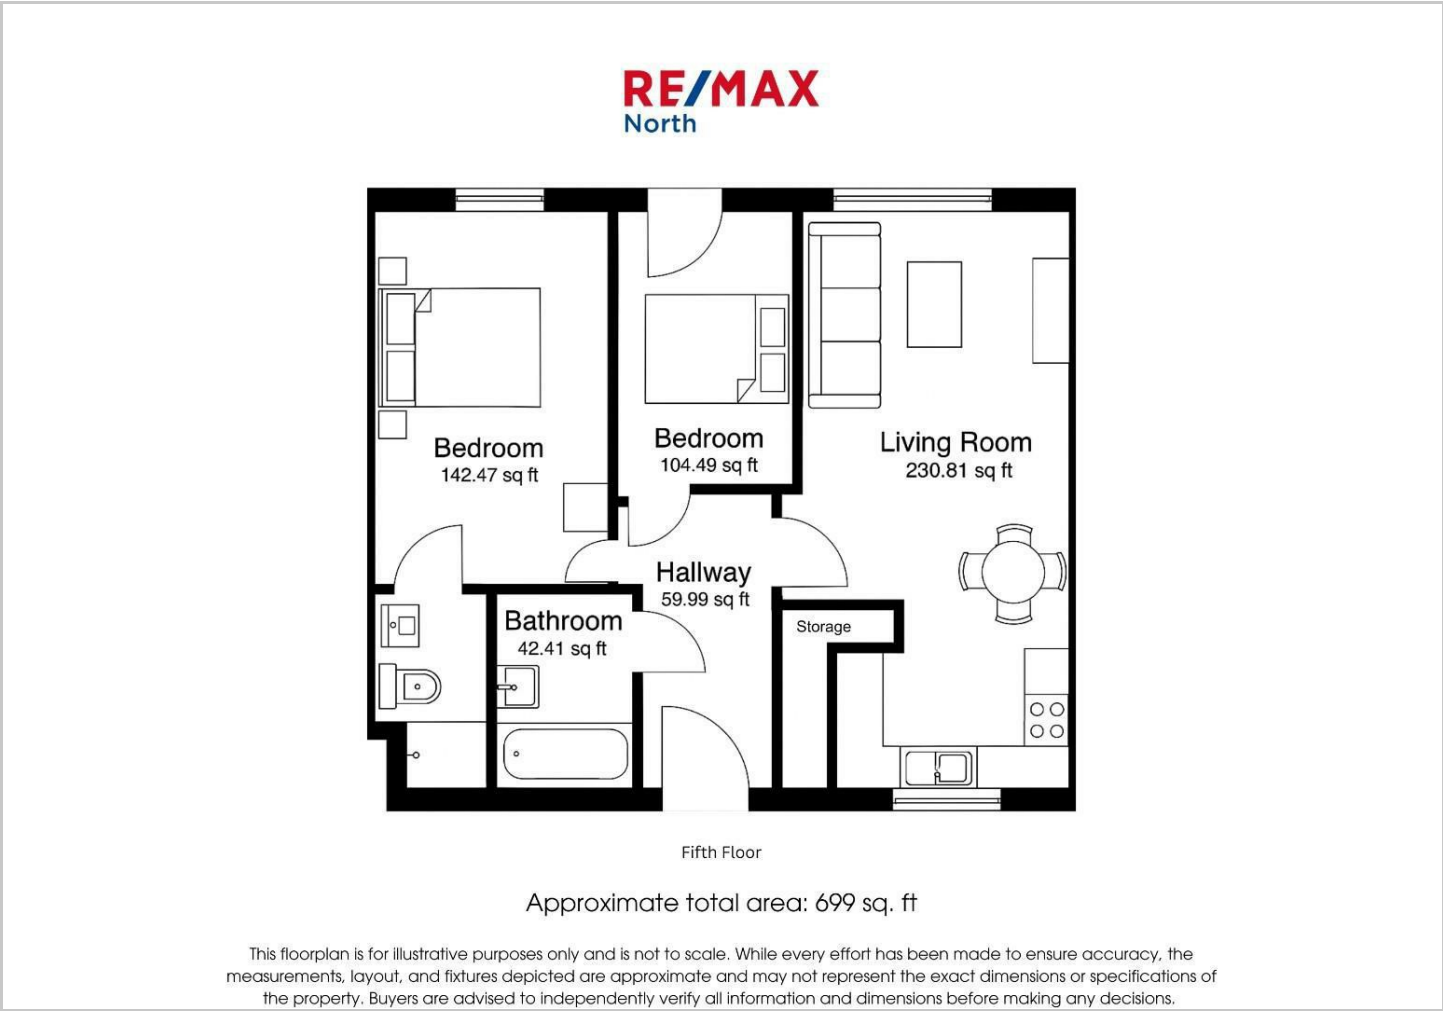 RE/MAX
North
Bedroom
142.47 sq ft
Bedroom
104.49 sq ft
Living Room
230.81 sq ft
Hallway
59.99 sq ft
Bathroom
42.41 sq ft
Storage
Fifth Floor
Approximate total area: 699 sq. ft
This floorplan is for illustrative purposes only and is not to scale. While every effort has been made to ensure accuracy, the
measurements, layout, and fixtures depicted are approximate and may not represent the exact dimensions or specifications of
the property. Buyers are advised to independently verify all information and dimensions before making any decisions.